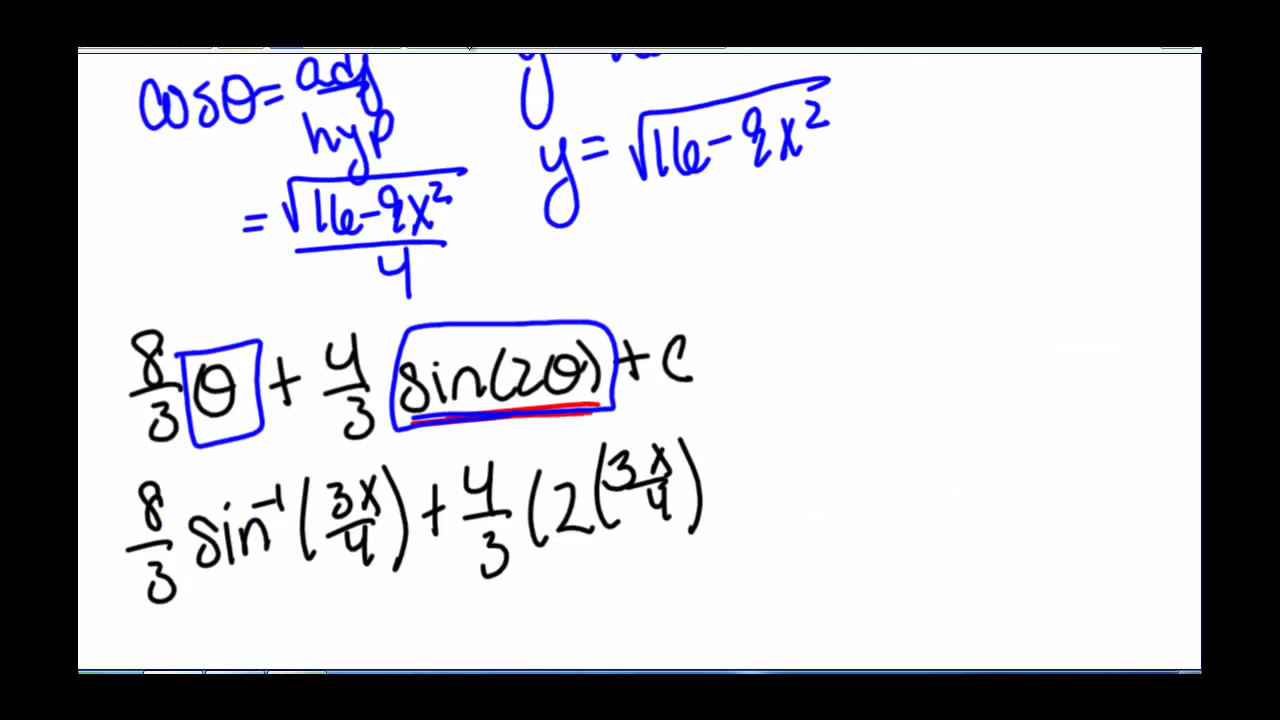 cosθ = adj/hyp
y = √16-9x²
= √16-9x²/4
8/3 θ + 4/3 sin(2θ) + C
8/3 sin⁻¹(3x/4) + 4/3 (2(3x/4)